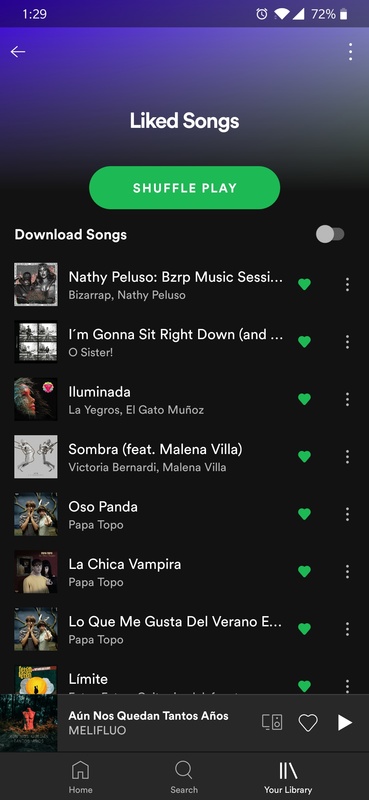 1:29
72%
Liked Songs
SHUFFLE PLAY
Download Songs
Nathy Peluso: Bzrp Music Sessi...
Bizarrap, Nathy Peluso
I´m Gonna Sit Right Down (and ...
O Sister!
Iluminada
La Yegros, El Gato Muñoz
Sombra (feat. Malena Villa)
Victoria Bernardi, Malena Villa
Oso Panda
Papa Topo
La Chica Vampira
Papa Topo
Lo Que Me Gusta Del Verano E...
Papa Topo
Límite
Aún Nos Quedan Tantos Años
MELIFLUO
Home
Search
Your Library